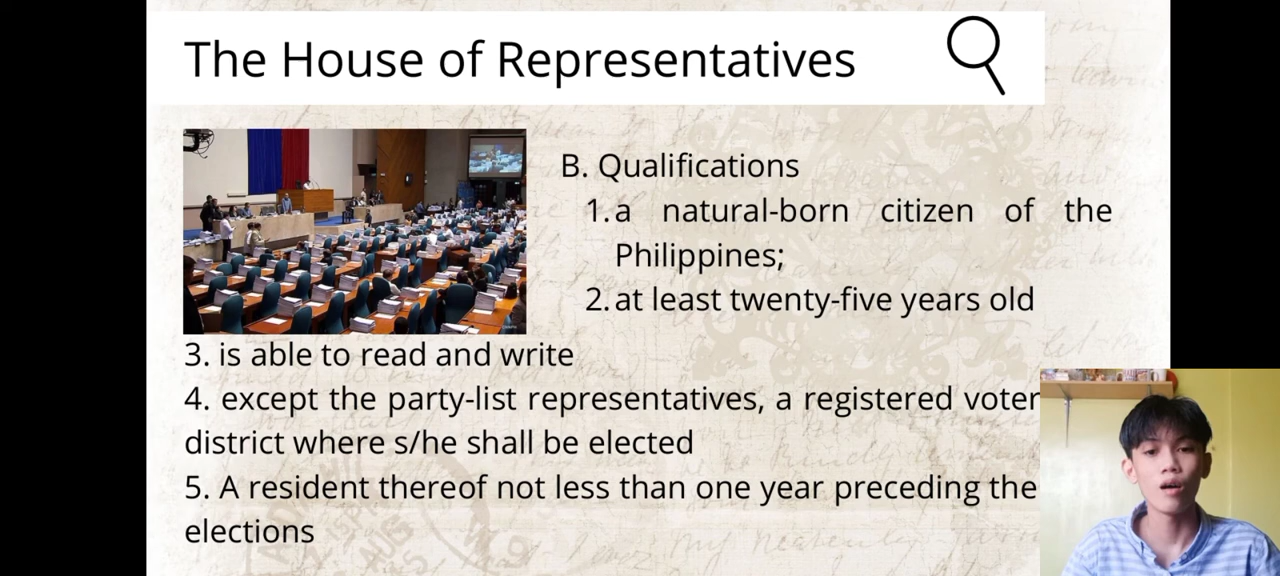 The House of Representatives
B. Qualifications
1. a natural-born citizen of the
Philippines;
2. at least twenty-five years old
3. is able to read and write
4. except the party-list representatives, a registered voter
district where s/he shall be elected
5. A resident thereof not less than one year preceding the
elections